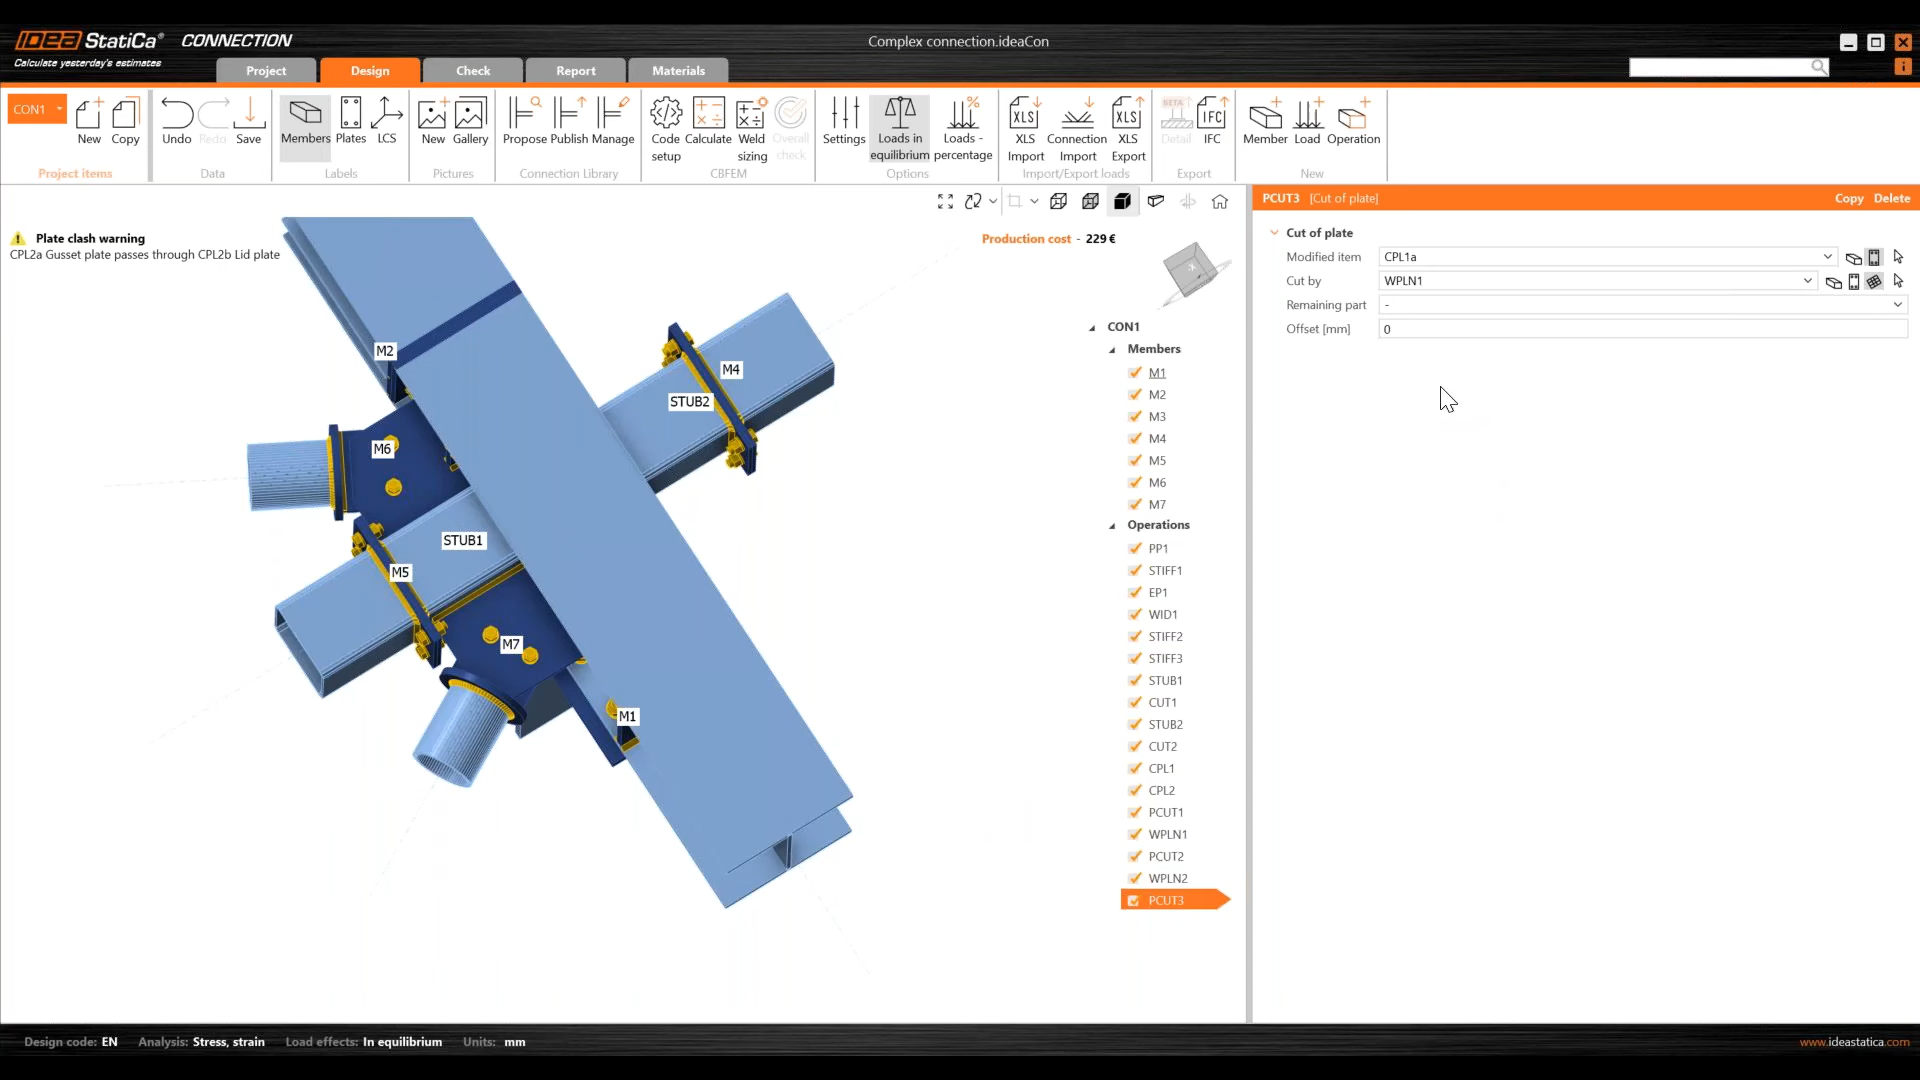 IDEA StatiCa® CONNECTION
Calculate yesterday's estimates
Complex connection.ideaCon
Project Design Check Report Materials
CON1
New Copy Undo Redo Save Members Plates LCS New Gallery Propose Publish Manage Code setup Calculate Weld sizing Overall check Settings Loads in equilibrium Loads - percentage XLS Import Connection Import XLS Export BETA Detail IFC Member Load Operation
Project items Data Labels Pictures Connection Library CBFEM Options Import/Export loads Export New
Plate clash warning
CPL2a Gusset plate passes through CPL2b Lid plate
Production cost - 229 €
M2
M4
STUB2
M6
STUB1
M5
M7
M1
CON1
Members
M1
M2
M3
M4
M5
M6
M7
Operations
PP1
STIFF1
EP1
WID1
STIFF2
STIFF3
STUB1
CUT1
STUB2
CUT2
CPL1
CPL2
PCUT1
WPLN1
PCUT2
WPLN2
PCUT3
PCUT3 [Cut of plate] Copy Delete
Cut of plate
Modified item CPL1a
Cut by WPLN1
Remaining part -
Offset [mm] 0
Design code: EN Analysis: Stress, strain Load effects: In equilibrium Units: mm
www.ideastatica.com